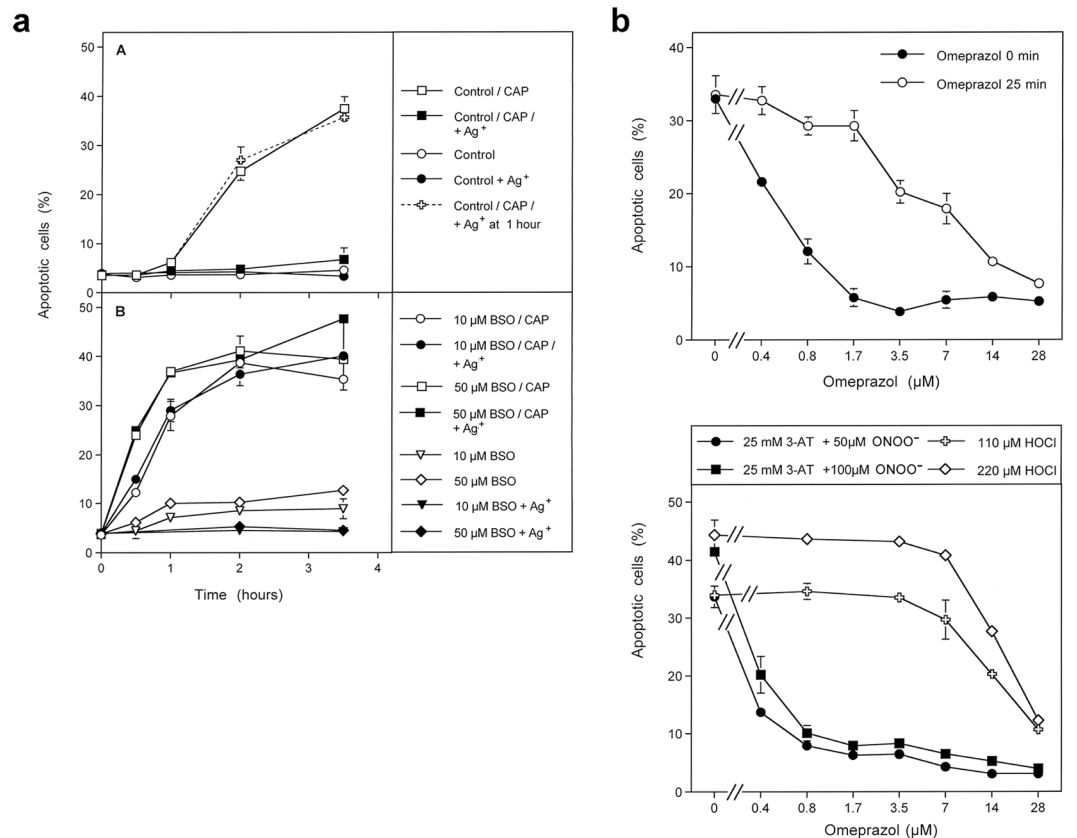 a
A
50
40
30
20
10
0
Apoptotic cells (%)
Control / CAP
Control / CAP /
+ Ag+
Control
Control + Ag+
Control / CAP /
+ Ag+ at 1 hour
B
50
40
30
20
10
0
10 µM BSO / CAP
10 µM BSO / CAP /
+ Ag+
50 µM BSO / CAP
50 µM BSO / CAP
+ Ag+
10 µM BSO
50 µM BSO
10 µM BSO + Ag+
50 µM BSO + Ag+
0 1 2 3 4
Time (hours)
b
40
30
20
10
0
Apoptotic cells (%)
Omeprazol 0 min
Omeprazol 25 min
0 0.4 0.8 1.7 3.5 7 14 28
Omeprazol (µM)
25 mM 3-AT + 50µM ONOO− 110 µM HOCl
25 mM 3-AT +100µM ONOO− 220 µM HOCl
50
40
30
20
10
0
Apoptotic cells (%)
0 0.4 0.8 1.7 3.5 7 14 28
Omeprazol (µM)